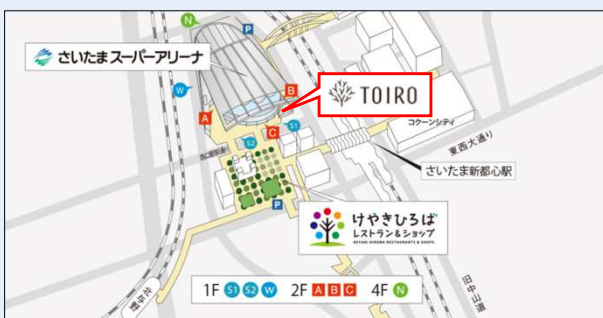 N
P
さいたまスーパーアリーナ
W
B
TOIRO
A
S1
コクーンシティ
C
S2
東西大通り
さいたま新都心駅
けやきひろば
レストラン&ショップ
KEYAKI HIROBA RESTAURANTS & SHOPS
P
1F S1 S2 W 2F A B C 4F N
北与野
旧中山道